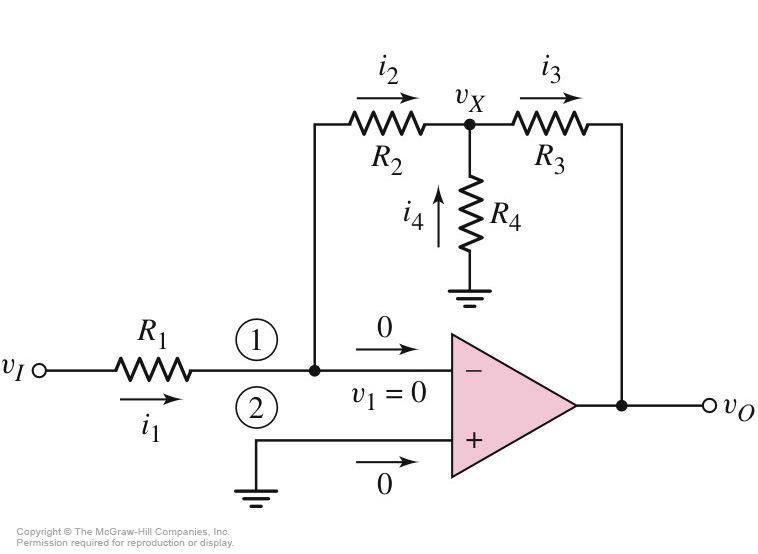 i2
i3
vX
R2
R3
i4
R4
R1
1
0
vI
−
v1 = 0
vO
i1
2
+
0
Copyright © The McGraw-Hill Companies, Inc.
Permission required for reproduction or display.